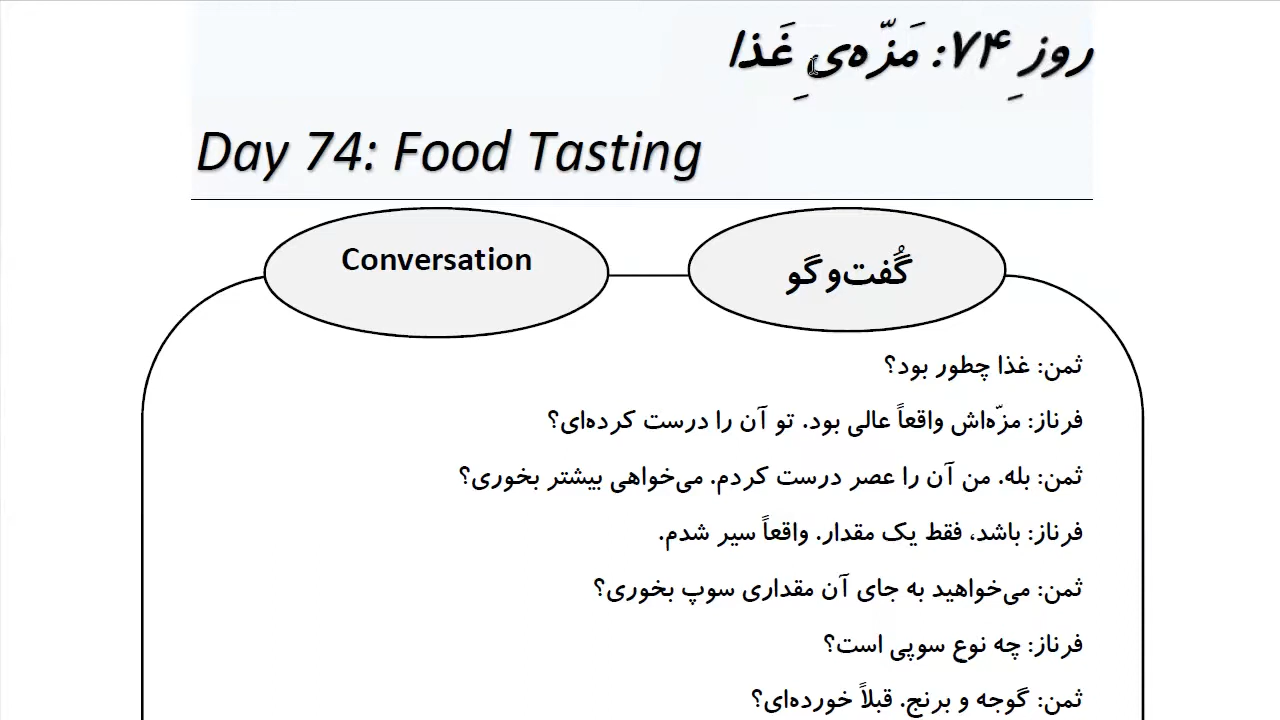 روزِ ۷۴: مَزّه‌یِ غَذا
Day 74: Food Tasting
Conversation
گُفت‌و‌گو
ثمن: غذا چطور بود؟
فرناز: مزّه‌اش واقعاً عالی بود. تو آن را درست کرده‌ای؟
ثمن: بله. من آن را عصر درست کردم. می‌خواهی بیشتر بخوری؟
فرناز: باشد، فقط یک مقدار. واقعاً سیر شدم.
ثمن: می‌خواهید به جای آن مقداری سوپ بخوری؟
فرناز: چه نوع سوپی است؟
ثمن: گوجه و برنج. قبلاً خورده‌ای؟